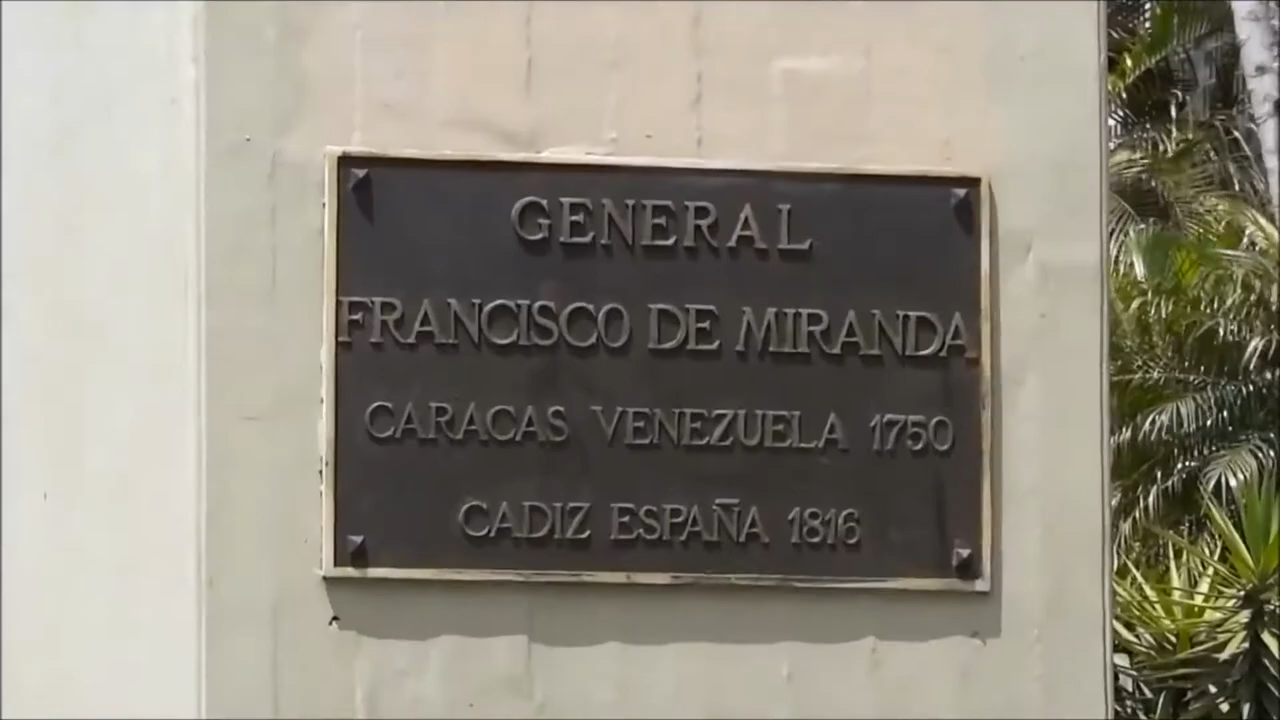 GENERAL
FRANCISCO DE MIRANDA
CARACAS VENEZUELA 1750
CADIZ ESPAÑA 1816